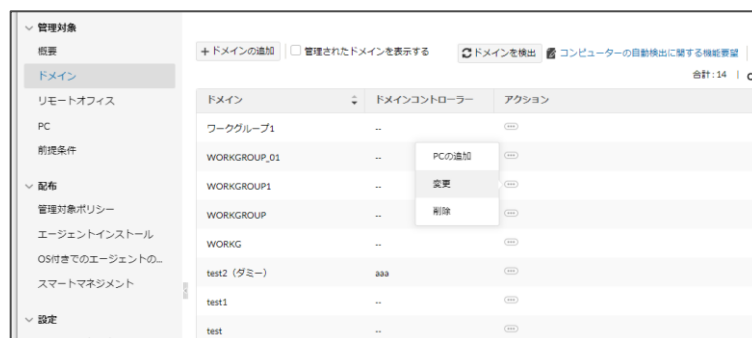 管理対象
概要
ドメイン
リモートオフィス
PC
前提条件
配布
管理対象ポリシー
エージェントインストール
OS付きでのエージェントの...
スマートマネジメント
設定
+ ドメインの追加 管理されたドメインを表示する ドメインを検出 コンピューターの自動検出に関する機能要望
合計: 14
ドメイン ドメインコントローラー アクション
ワークグループ1 --
WORKGROUP_01 --
WORKGROUP1 --
WORKGROUP --
WORKG --
test2（ダミー） aaa
test1 --
test --
PCの追加
変更
削除